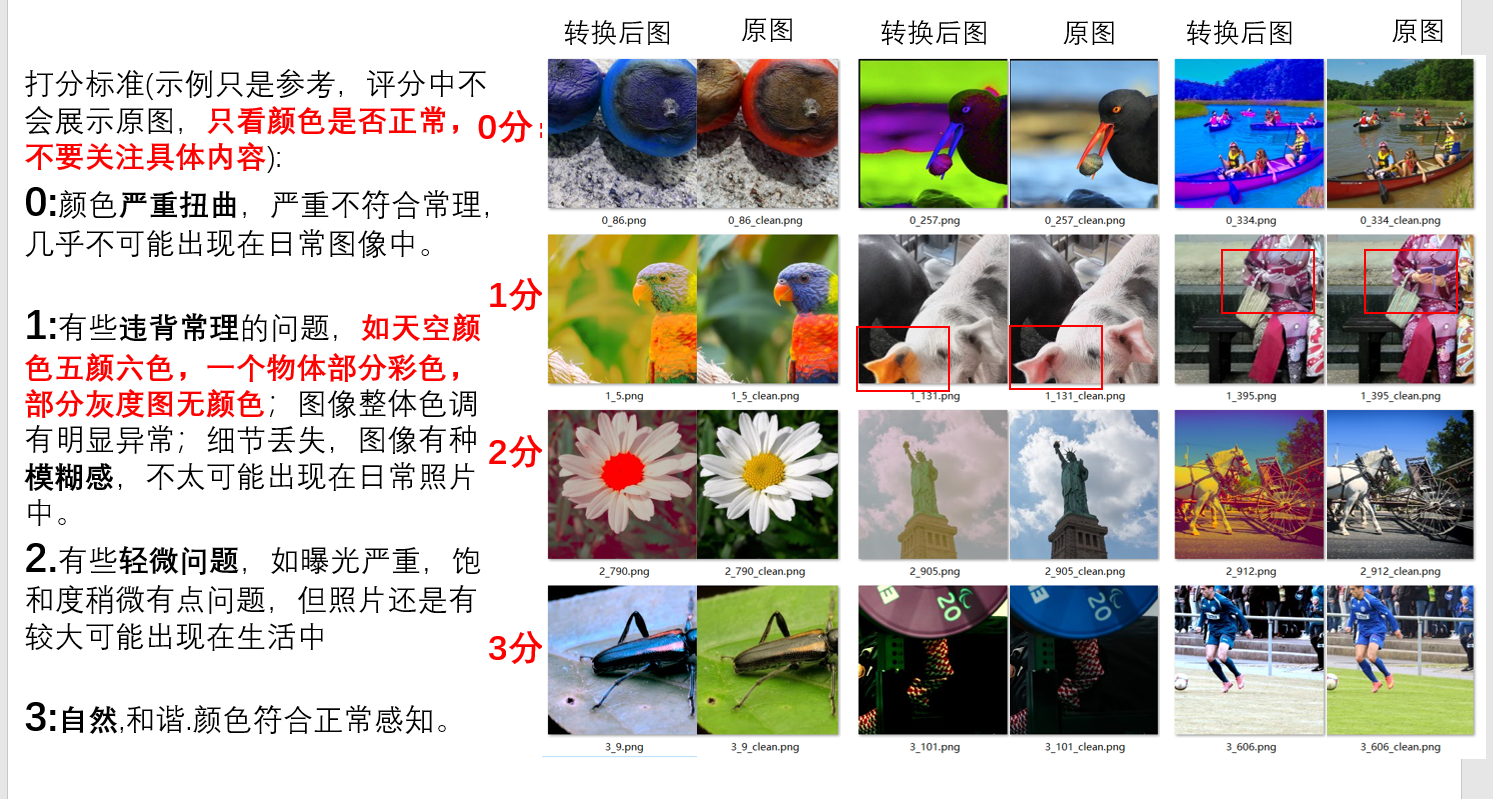 转换后图
原图
转换后图
原图
转换后图
原图
打分标准(示例只是参考，评分中不
会展示原图，只看颜色是否正常，
不要关注具体内容):
0:颜色严重扭曲，严重不符合常理，
几乎不可能出现在日常图像中。
1:有些违背常理的问题，如天空颜
色五颜六色，一个物体部分彩色，
部分灰度图无颜色；图像整体色调
有明显异常；细节丢失，图像有种
模糊感，不太可能出现在日常照片
中。
2.有些轻微问题，如曝光严重，饱
和度稍微有点问题，但照片还是有
较大可能出现在生活中
3:自然,和谐.颜色符合正常感知。
0分:
0_86.png
0_86_clean.png
0_257.png
0_257_clean.png
0_334.png
0_334_clean.png
1分
1_5.png
1_5_clean.png
1_131.png
1_131_clean.png
1_395.png
1_395_clean.png
2分
2_790.png
2_790_clean.png
2_905.png
2_905_clean.png
2_912.png
2_912_clean.png
3分
20
20
3_9.png
3_9_clean.png
3_101.png
3_101_clean.png
3_606.png
3_606_clean.png